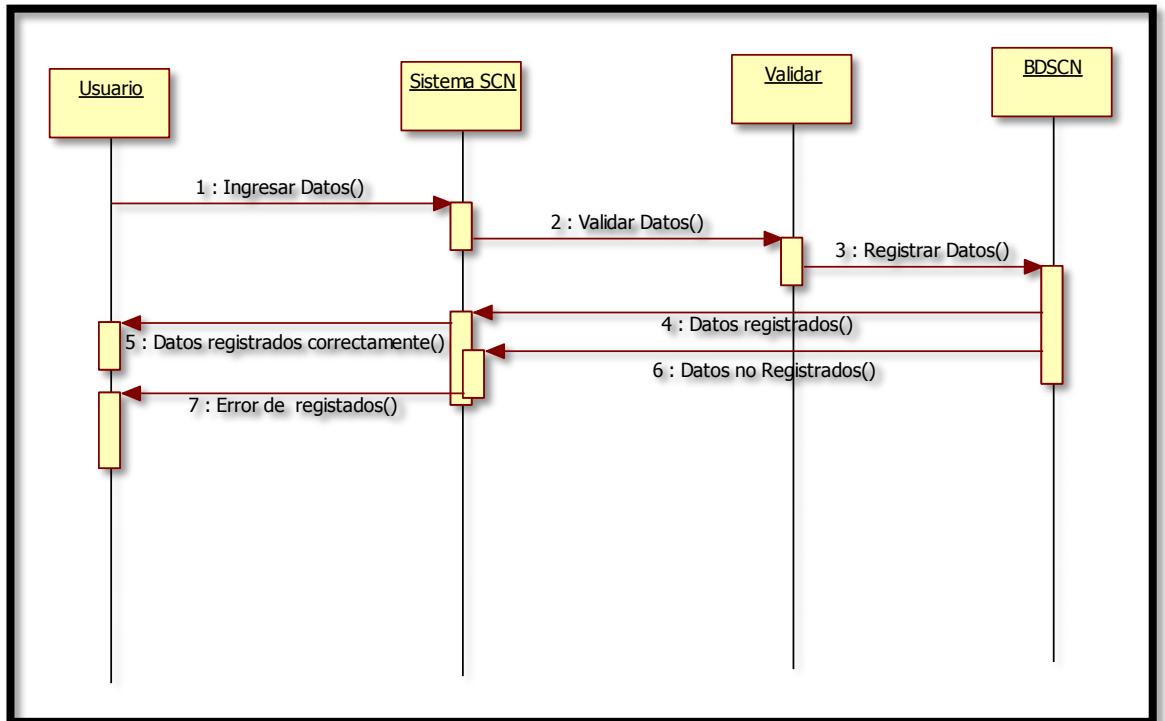 Usuario
Sistema SCN
Validar
BDSCN
1 : Ingresar Datos()
2 : Validar Datos()
3 : Registrar Datos()
4 : Datos registrados()
5 : Datos registrados correctamente()
6 : Datos no Registrados()
7 : Error de registados()